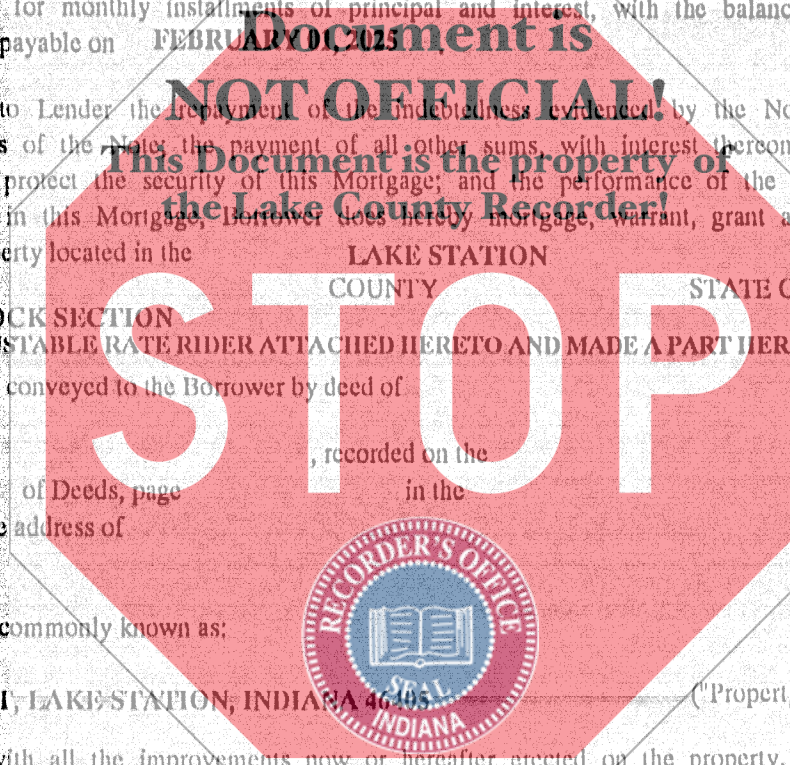 for monthly installments of principal and interest, with the balanc
payable on FEBRUARY 01, 2025 .
Document is
NOT OFFICIAL!
This Document is the property of
the Lake County Recorder!
to Lender the repayment of the indebtedness evidenced by the No
s of the Note; the payment of all other sums, with interest thereon
protect the security of this Mortgage; and the performance of the
in this Mortgage, Borrower does hereby mortgage, warrant, grant a
erty located in the LAKE STATION
COUNTY STATE O
OCK SECTION
STABLE RATE RIDER ATTACHED HERETO AND MADE A PART HER
conveyed to the Borrower by deed of
STOP
, recorded on the
of Deeds, page in the
e address of
RECORDER'S OFFICE
SEAL
INDIANA
commonly known as:
, LAKE STATION, INDIANA 46405 ("Propert
with all the improvements now or hereafter erected on the property,